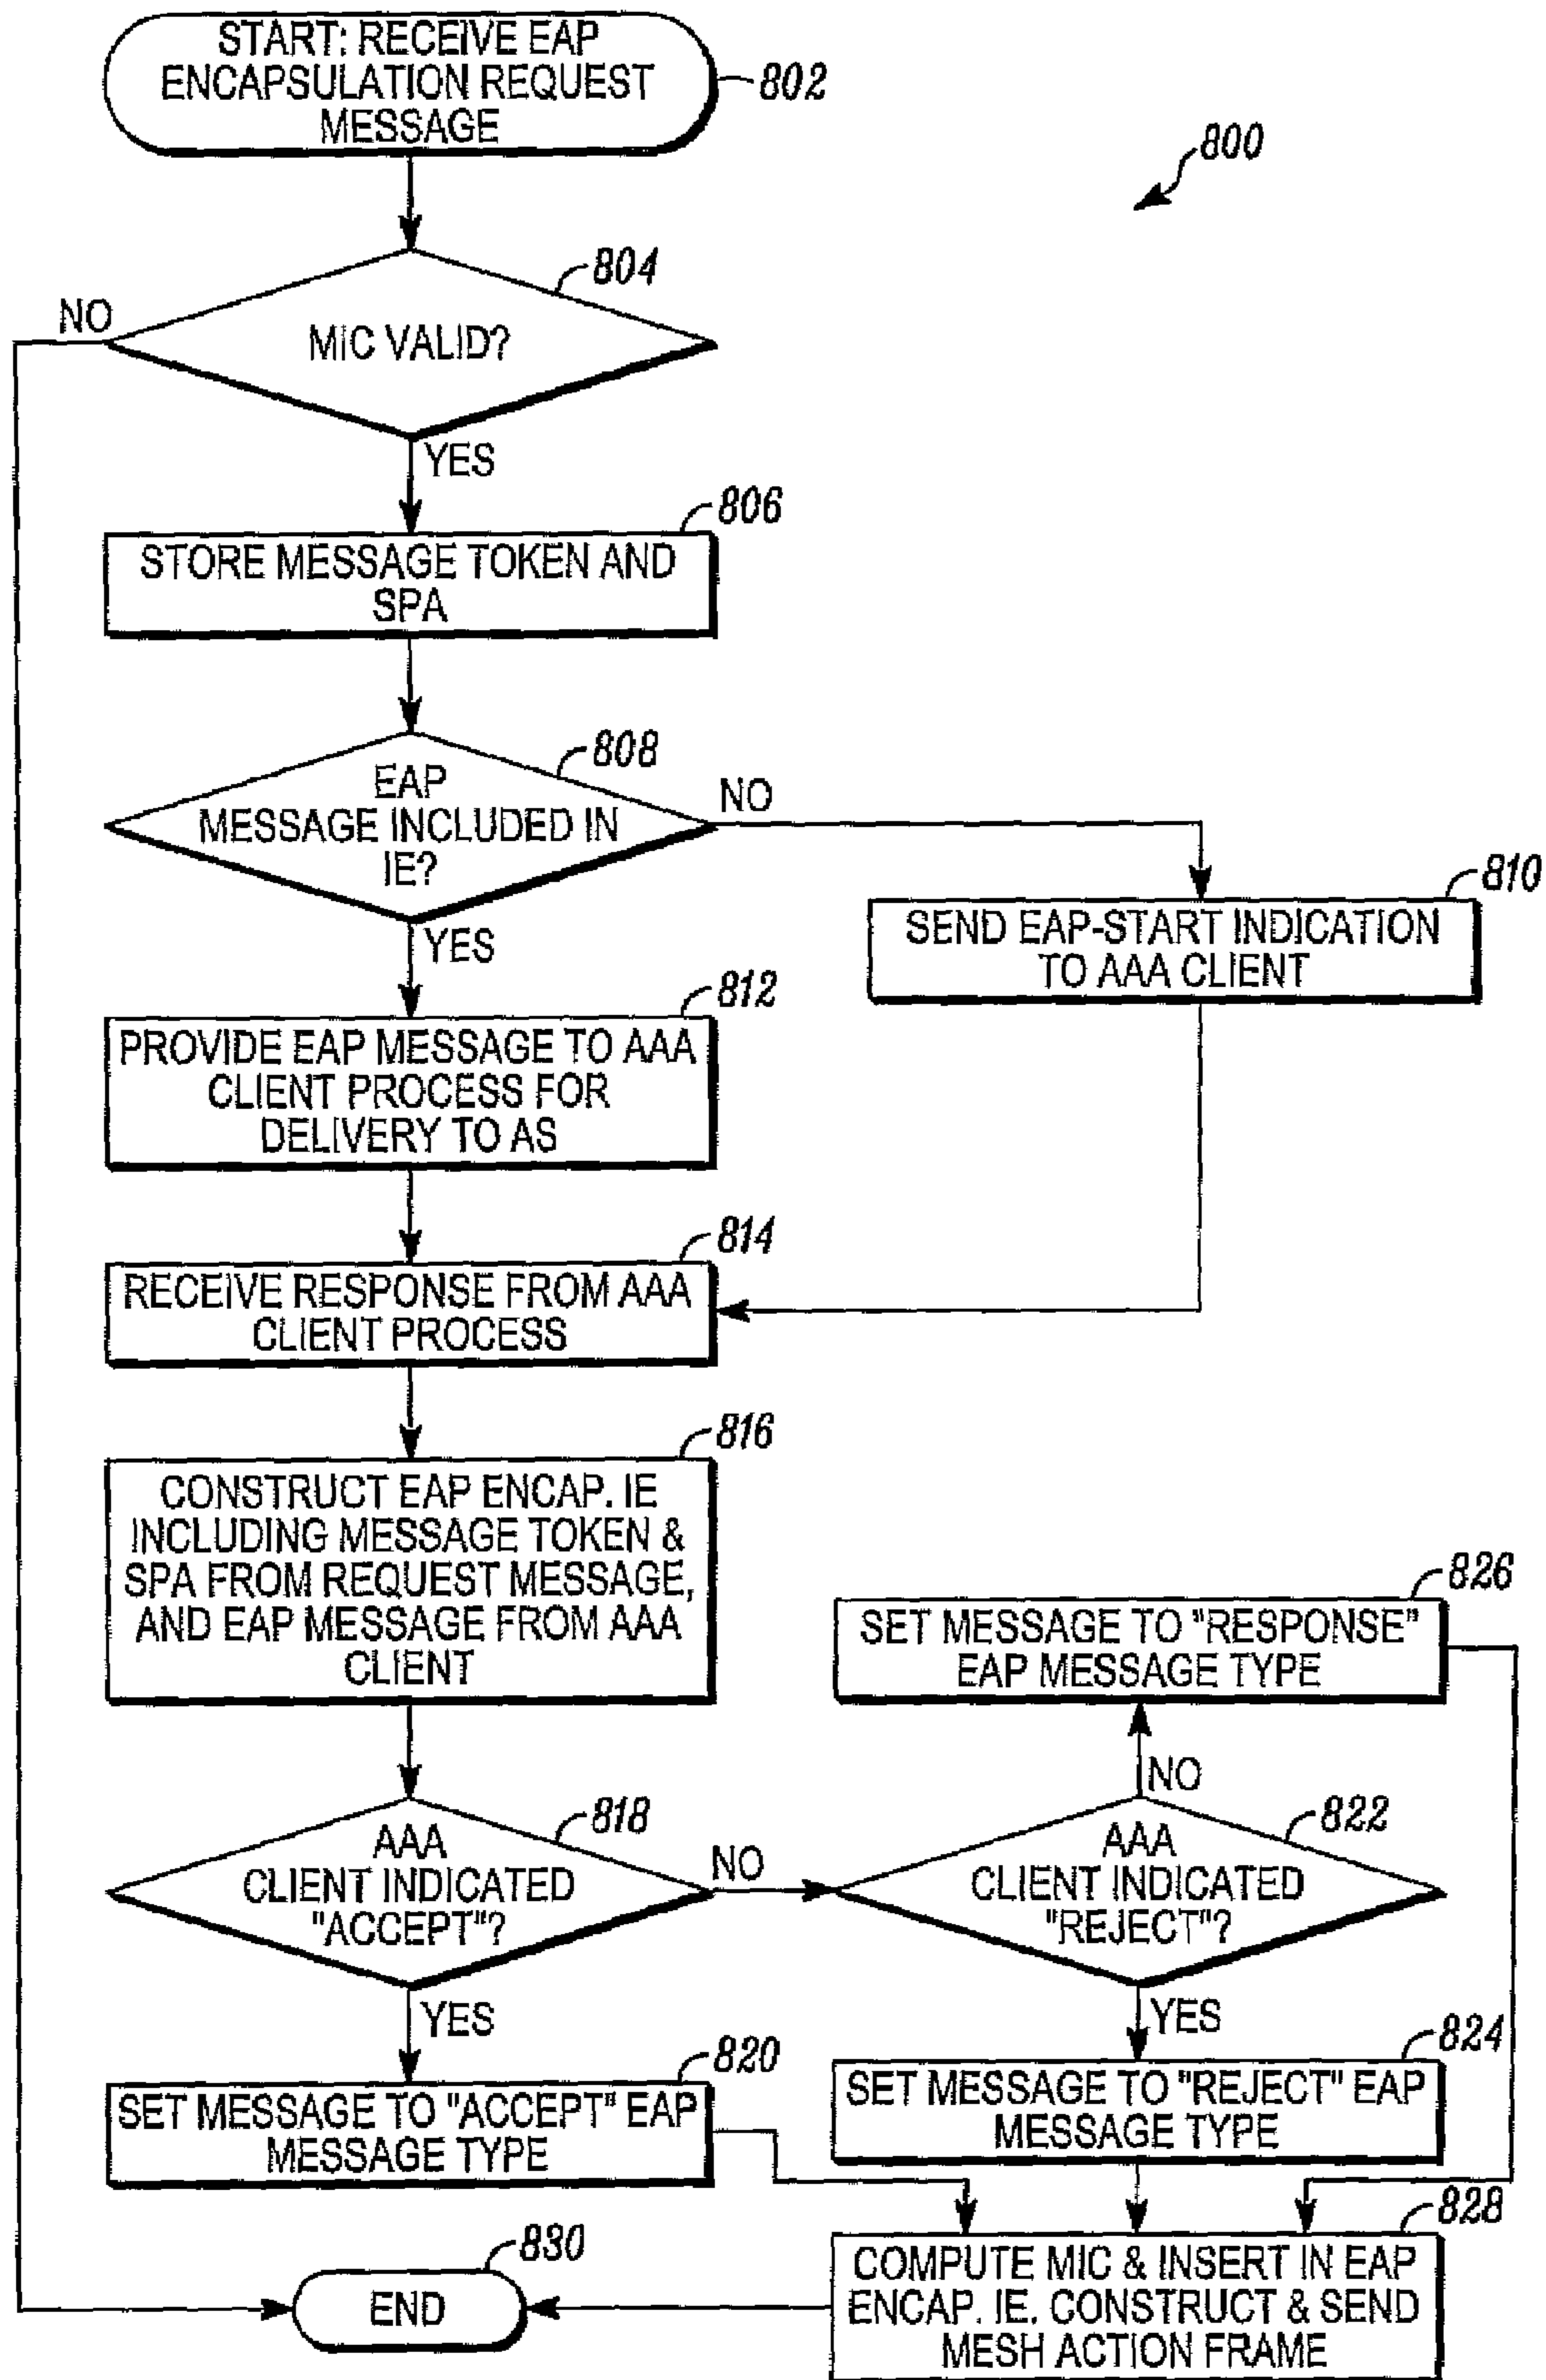 START: RECEIVE EAP
ENCAPSULATION REQUEST
MESSAGE
802
800
804
NO
MIC VALID?
YES
806
STORE MESSAGE TOKEN AND
SPA
808
EAP
MESSAGE INCLUDED IN
IE?
NO
YES
810
SEND EAP-START INDICATION
TO AAA CLIENT
812
PROVIDE EAP MESSAGE TO AAA
CLIENT PROCESS FOR
DELIVERY TO AS
814
RECEIVE RESPONSE FROM AAA
CLIENT PROCESS
816
CONSTRUCT EAP ENCAP. IE
INCLUDING MESSAGE TOKEN &
SPA FROM REQUEST MESSAGE,
AND EAP MESSAGE FROM AAA
CLIENT
826
SET MESSAGE TO "RESPONSE"
EAP MESSAGE TYPE
NO
818
AAA
CLIENT INDICATED
"ACCEPT"?
NO
822
AAA
CLIENT INDICATED
"REJECT"?
YES
YES
820
SET MESSAGE TO "ACCEPT" EAP
MESSAGE TYPE
824
SET MESSAGE TO "REJECT" EAP
MESSAGE TYPE
828
COMPUTE MIC & INSERT IN EAP
ENCAP. IE. CONSTRUCT & SEND
MESH ACTION FRAME
830
END